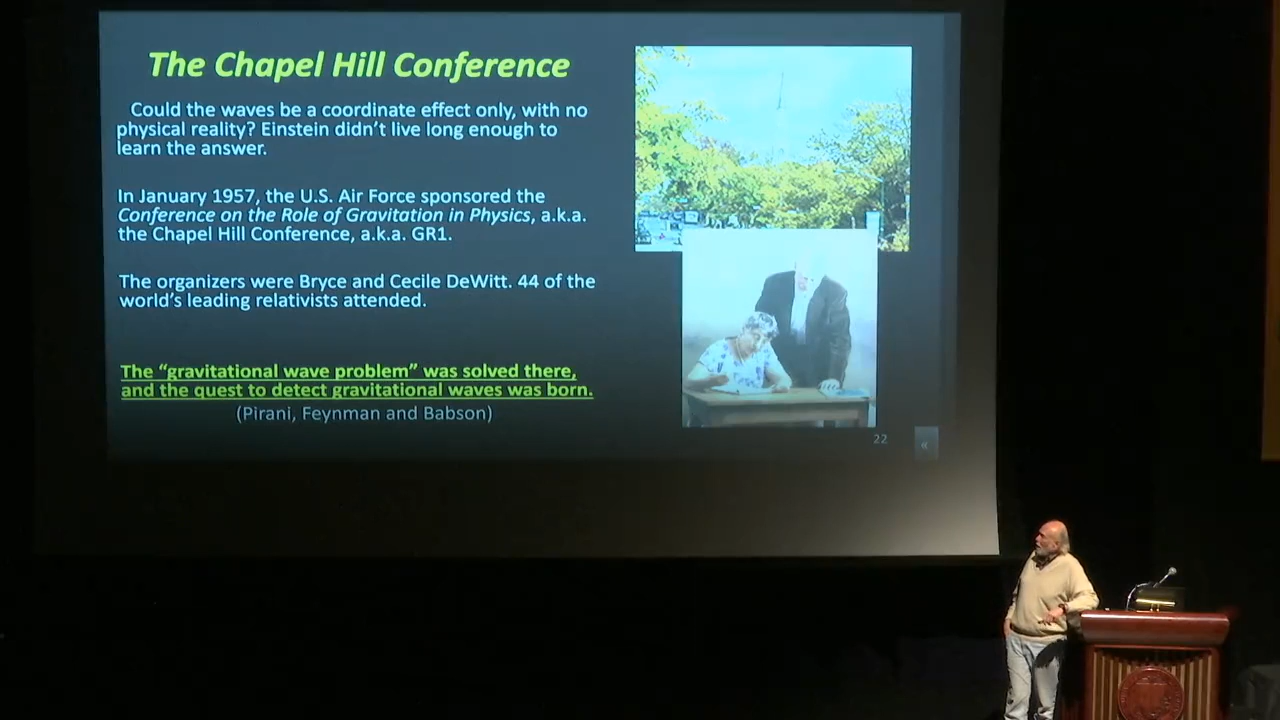 The Chapel Hill Conference
Could the waves be a coordinate effect only, with no
physical reality? Einstein didn't live long enough to
learn the answer.
In January 1957, the U.S. Air Force sponsored the
Conference on the Role of Gravitation in Physics, a.k.a.
the Chapel Hill Conference, a.k.a. GR1.
The organizers were Bryce and Cecile DeWitt. 44 of the
world's leading relativists attended.
The “gravitational wave problem” was solved there,
and the quest to detect gravitational waves was born.
(Pirani, Feynman and Babson)
22
«